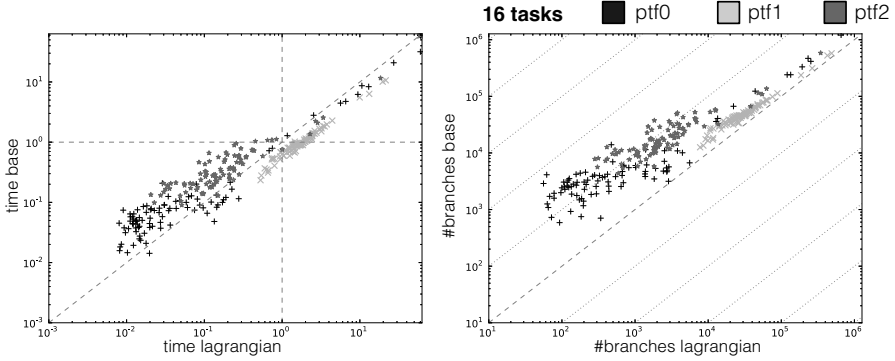 16 tasks ptf0 ptf1 ptf2
time base
10^1
10^0
10^-1
10^-2
10^-3
10^-3 10^-2 10^-1 10^0 10^1
time lagrangian
#branches base
10^6
10^5
10^4
10^3
10^2
10^1
10^1 10^2 10^3 10^4 10^5 10^6
#branches lagrangian